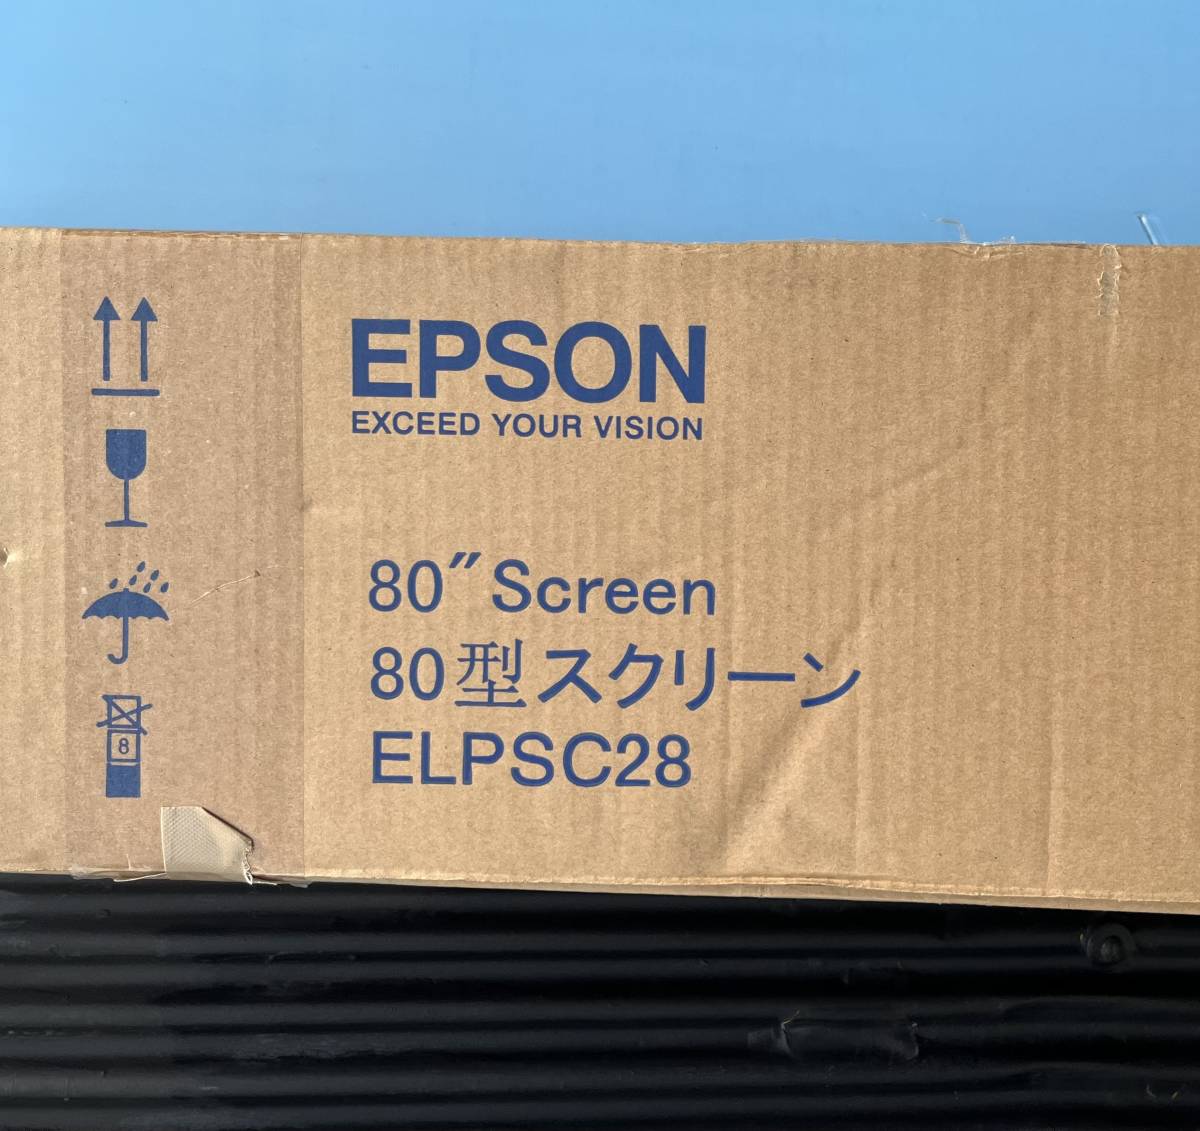 EPSON
EXCEED YOUR VISION
80"Screen
80型スクリーン
ELPSC28
8